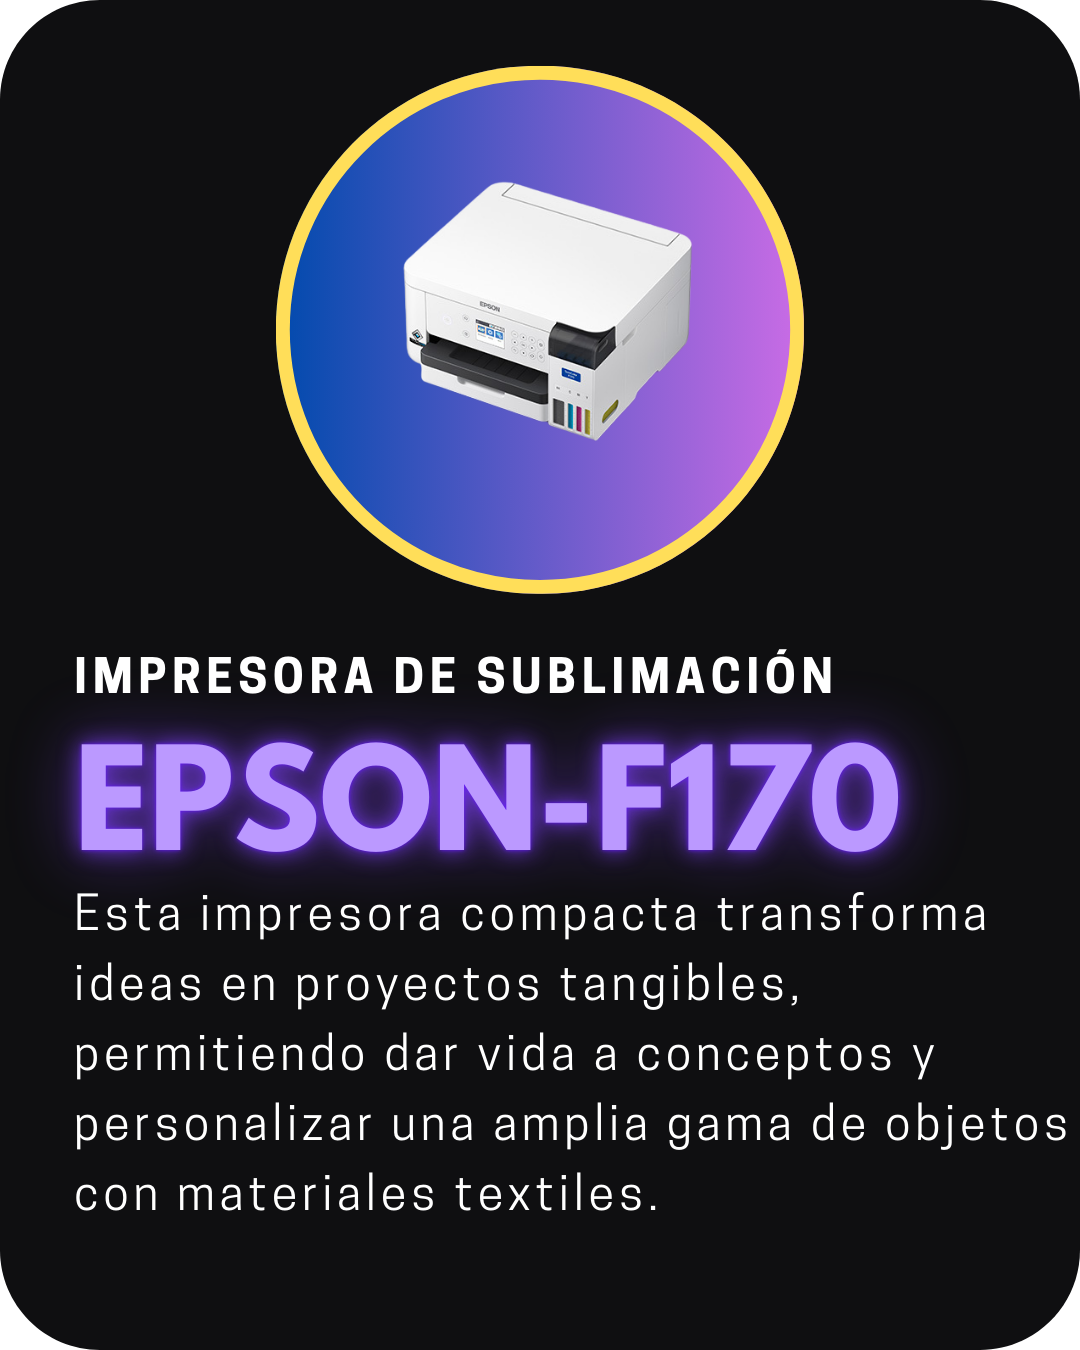 EPSON
IMPRESORA DE SUBLIMACIÓN
EPSON-F170
Esta impresora compacta transforma
ideas en proyectos tangibles,
permitiendo dar vida a conceptos y
personalizar una amplia gama de objetos
con materiales textiles.